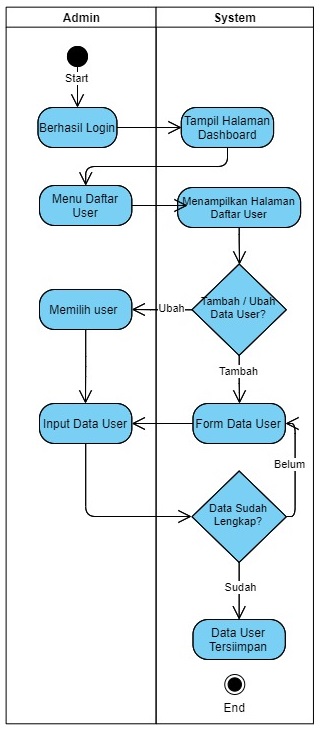 Admin
System
Start
Berhasil Login
Tampil Halaman
Dashboard
Menu Daftar
User
Menampilkan Halaman
Daftar User
Memilih user
Ubah
Tambah / Ubah
Data User?
Tambah
Input Data User
Form Data User
Belum
Data Sudah
Lengkap?
Sudah
Data User
Tersiimpan
End